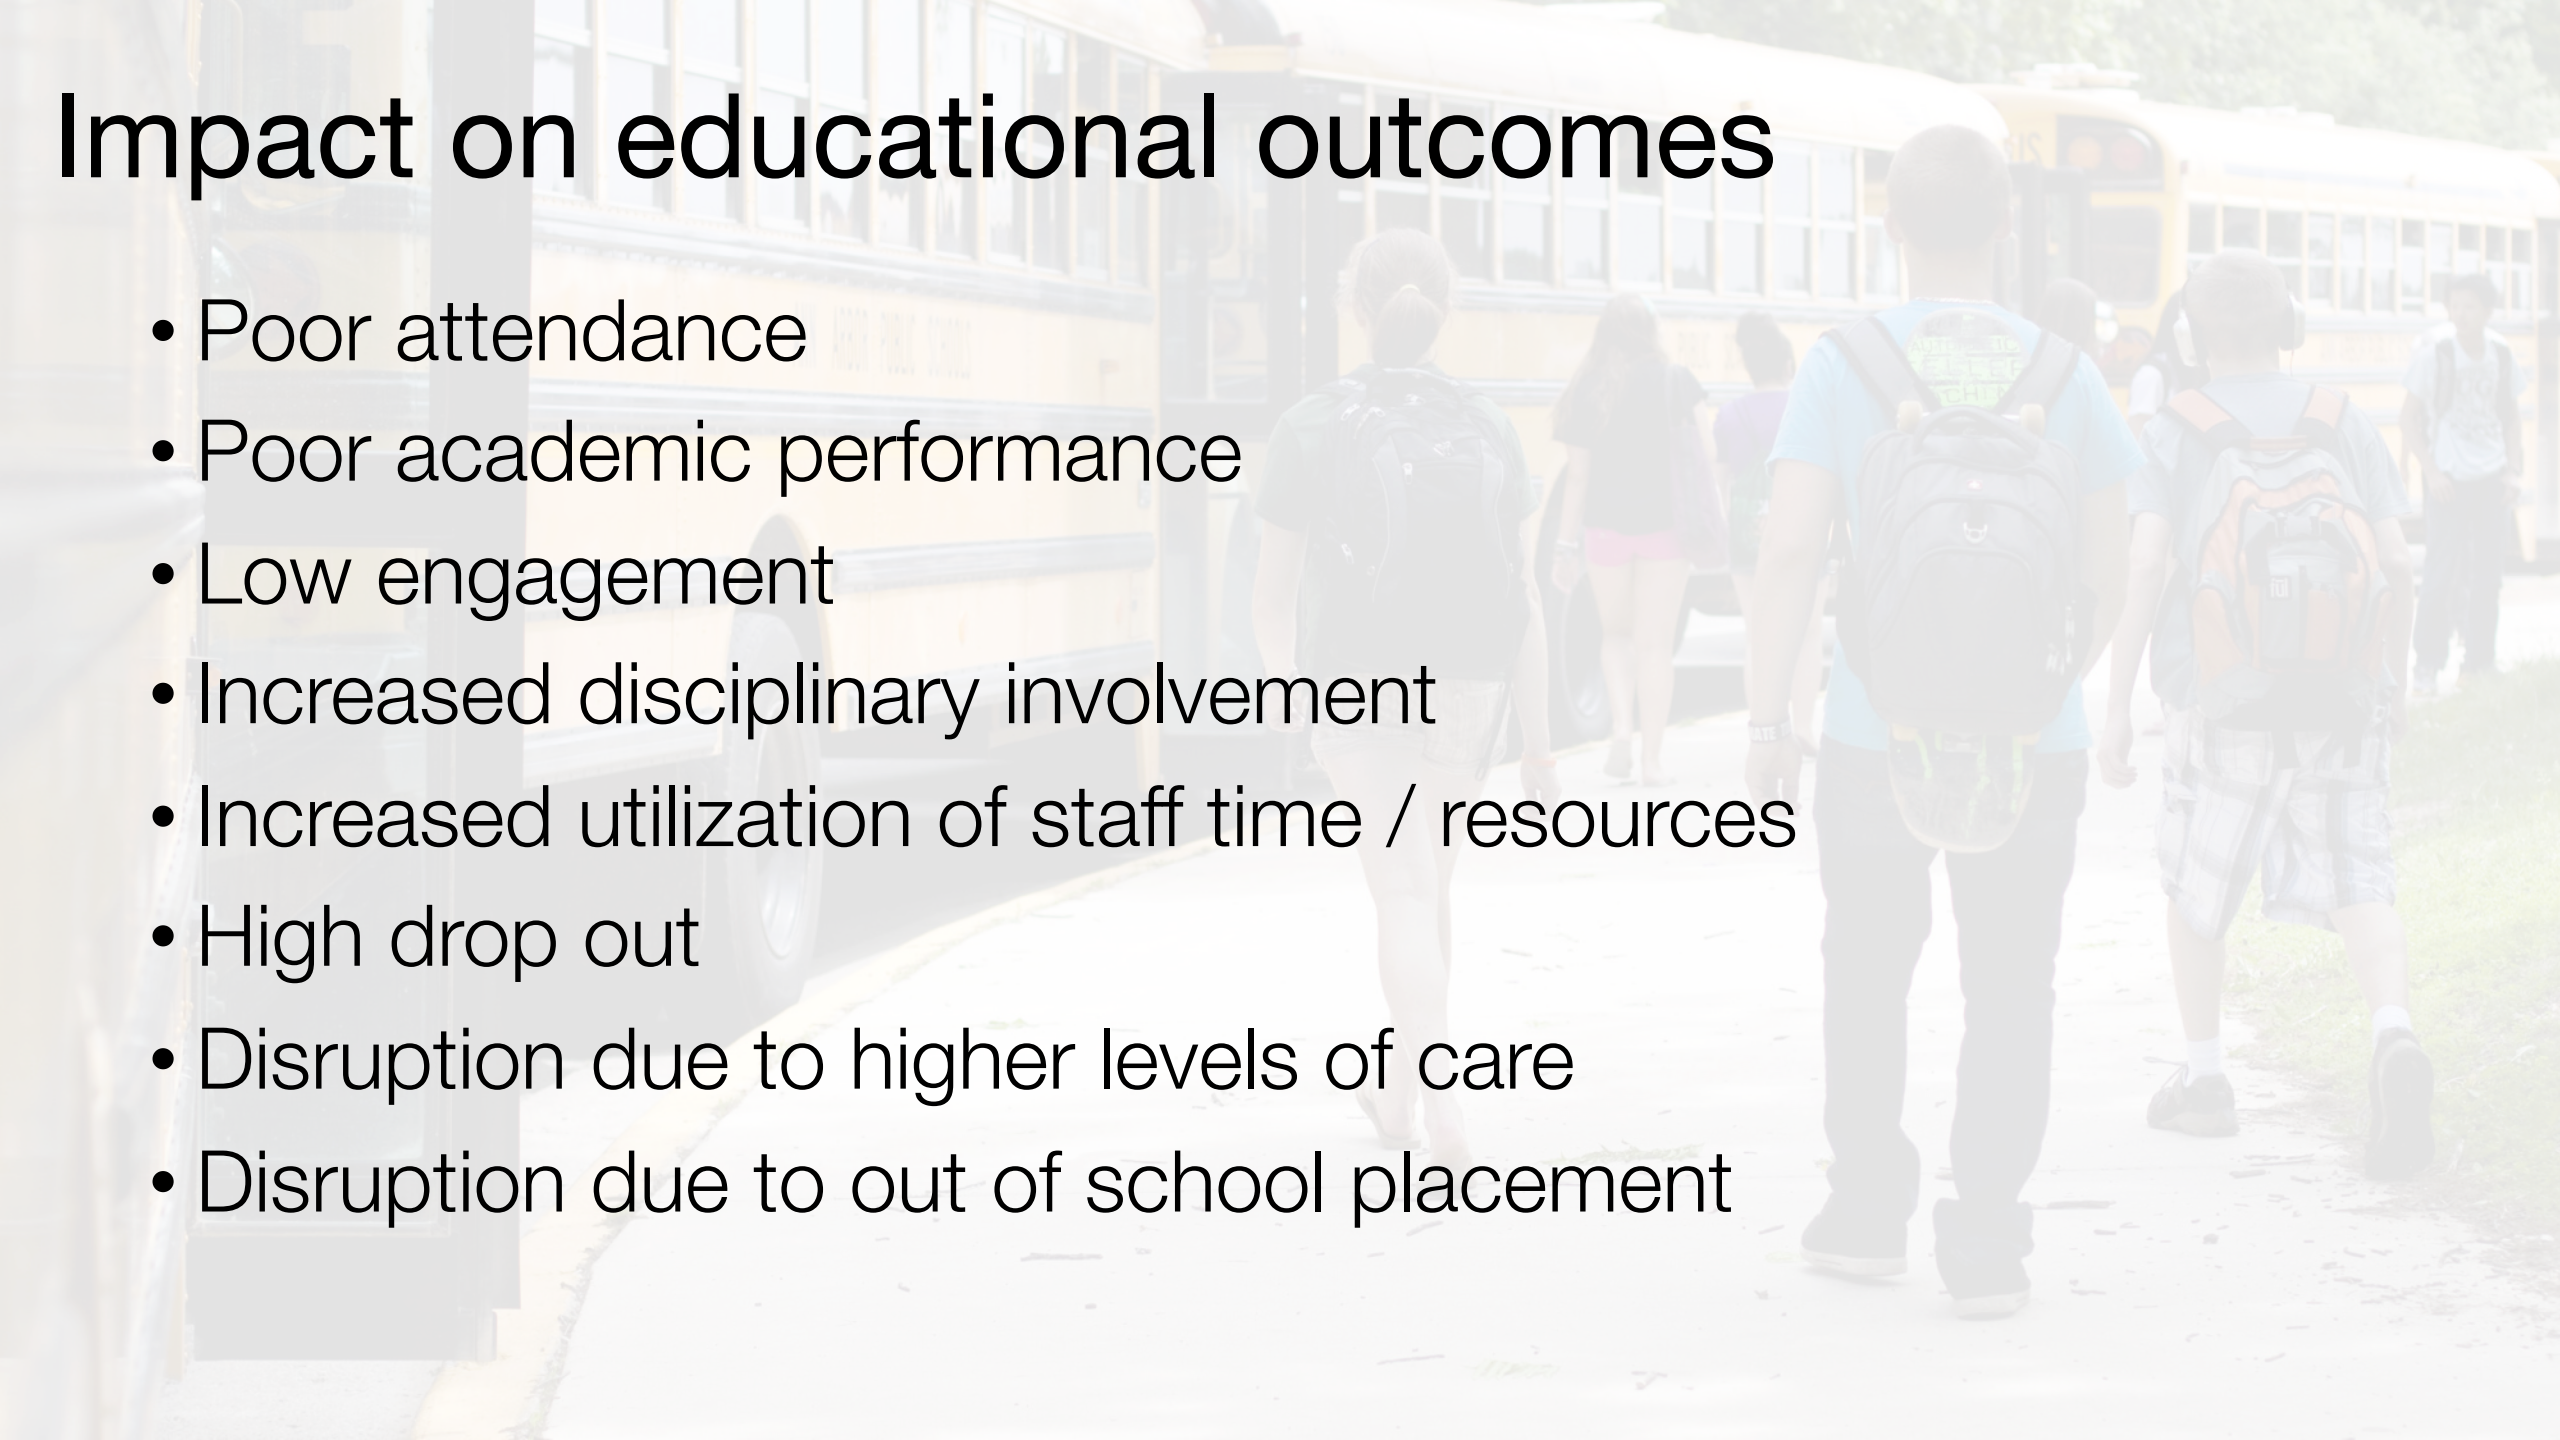 Impact on educational outcomes
• Poor attendance
• Poor academic performance
• Low engagement
• Increased disciplinary involvement
• Increased utilization of staff time / resources
• High drop out
• Disruption due to higher levels of care
• Disruption due to out of school placement